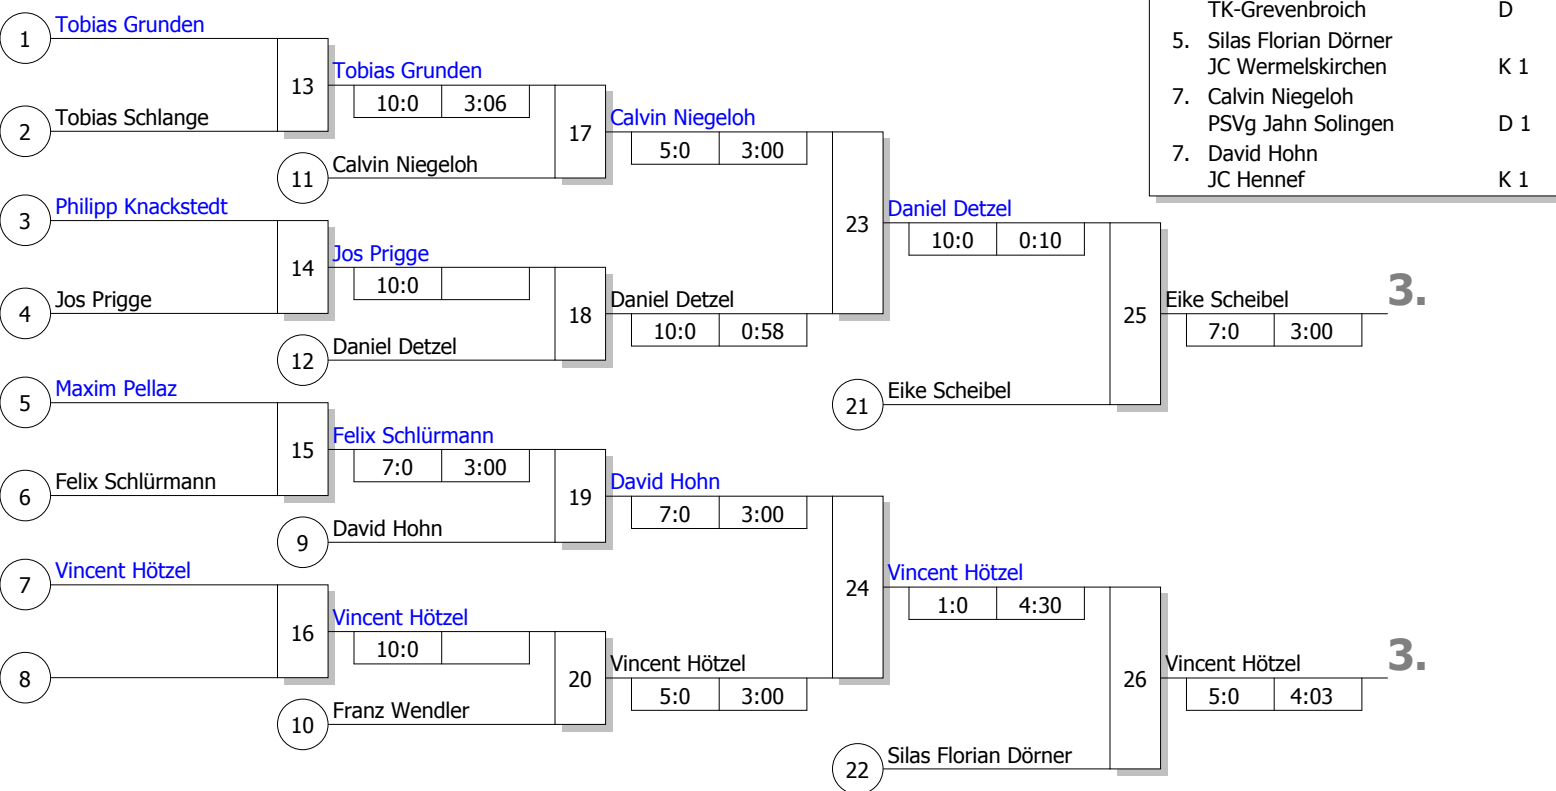 TK-Grevenbroich D
5. Silas Florian Dörner
JC Wermelskirchen K 1
7. Calvin Niegeloh
PSVg Jahn Solingen D 1
7. David Hohn
JC Hennef K 1
1 Tobias Grunden
13
Tobias Grunden
10:0 3:06
2 Tobias Schlange
17
Calvin Niegeloh
5:0 3:00
11 Calvin Niegeloh
3 Philipp Knackstedt
23
Daniel Detzel
10:0 0:10
14
Jos Prigge
10:0
4 Jos Prigge
18
Daniel Detzel
10:0 0:58
25
Eike Scheibel
7:0 3:00
3.
12 Daniel Detzel
5 Maxim Pellaz
21 Eike Scheibel
15
Felix Schlürmann
7:0 3:00
6 Felix Schlürmann
19
David Hohn
7:0 3:00
9 David Hohn
7 Vincent Hötzel
24
Vincent Hötzel
1:0 4:30
16
Vincent Hötzel
10:0
8
20
Vincent Hötzel
5:0 3:00
26
Vincent Hötzel
5:0 4:03
3.
10 Franz Wendler
22 Silas Florian Dörner